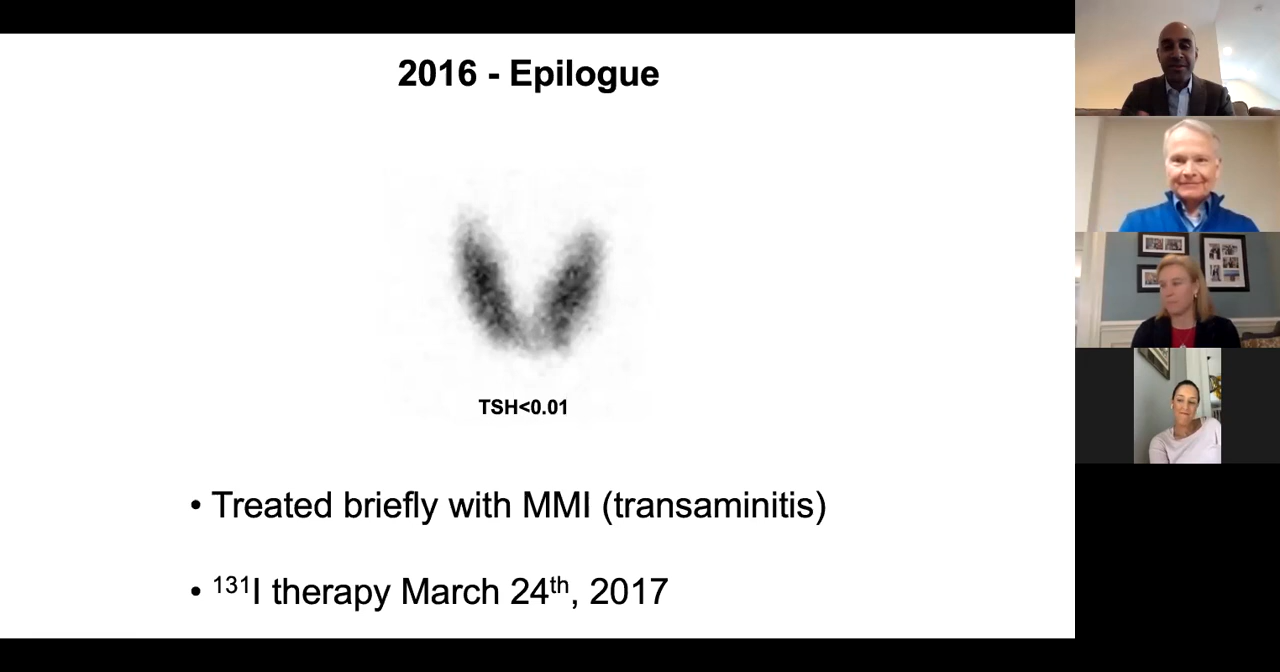 2016 - Epilogue
TSH<0.01
• Treated briefly with MMI (transaminitis)
• ¹³¹I therapy March 24ᵗʰ, 2017